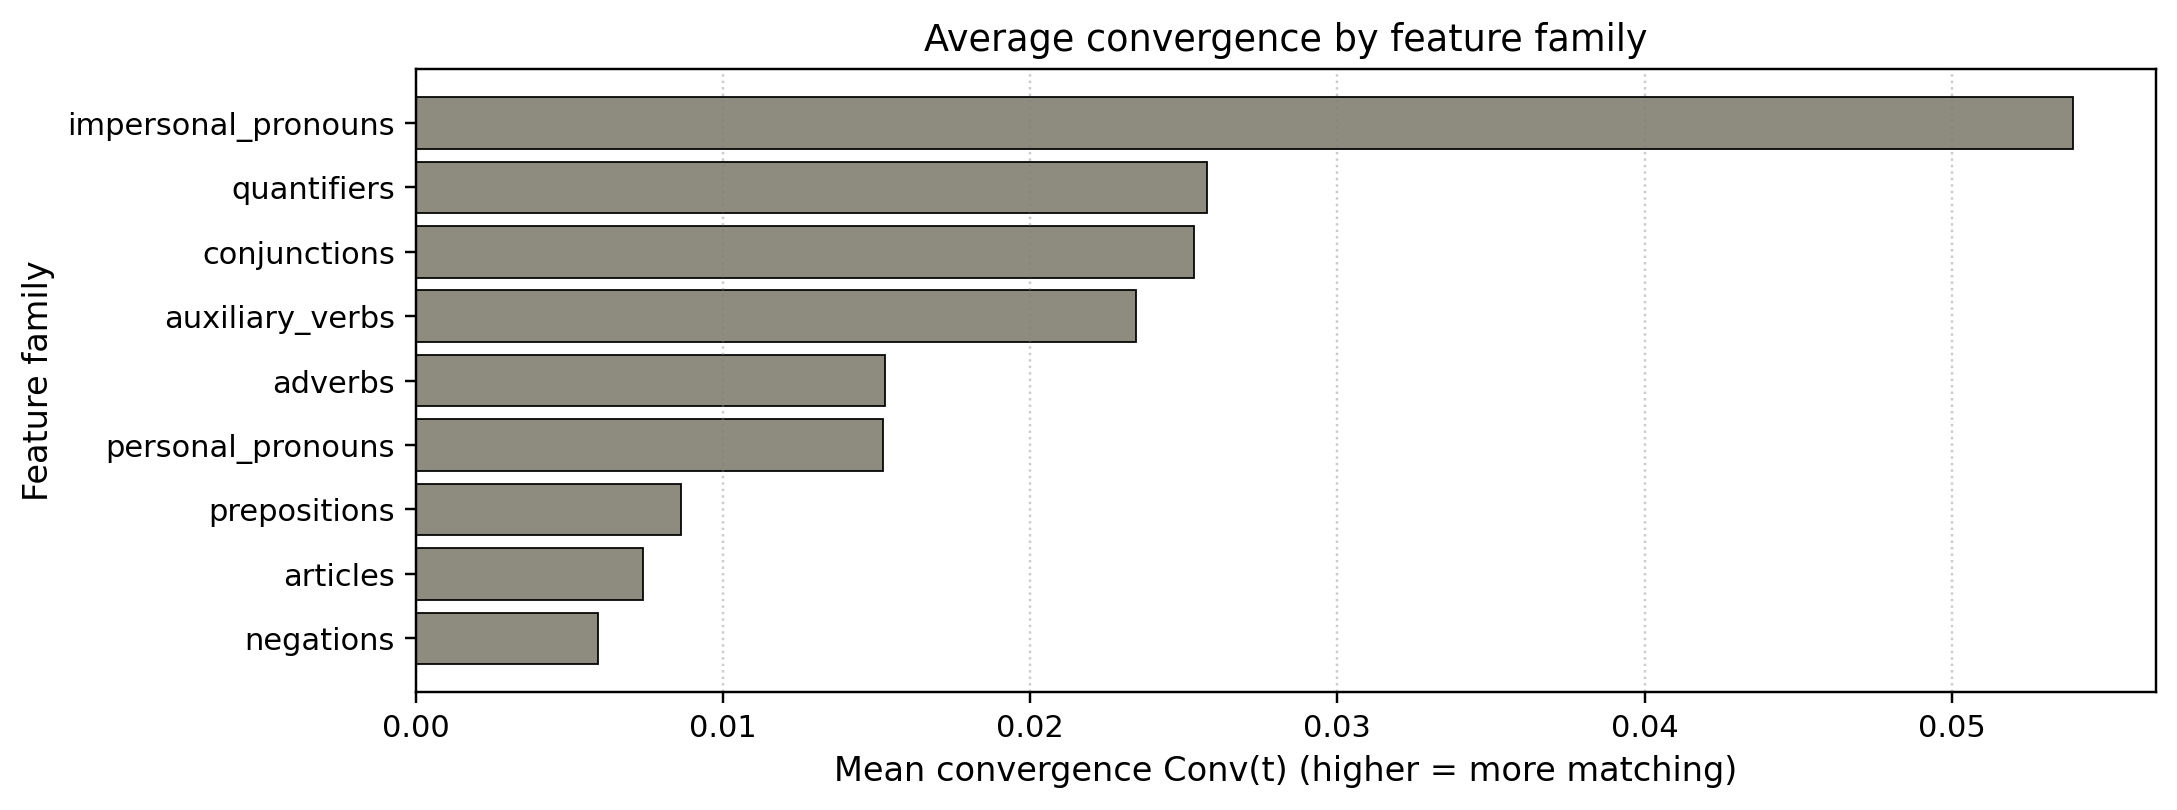 Average convergence by feature family
impersonal_pronouns
quantifiers
conjunctions
auxiliary_verbs
adverbs
personal_pronouns
prepositions
articles
negations
Feature family
0.00 0.01 0.02 0.03 0.04 0.05
Mean convergence Conv(t) (higher = more matching)